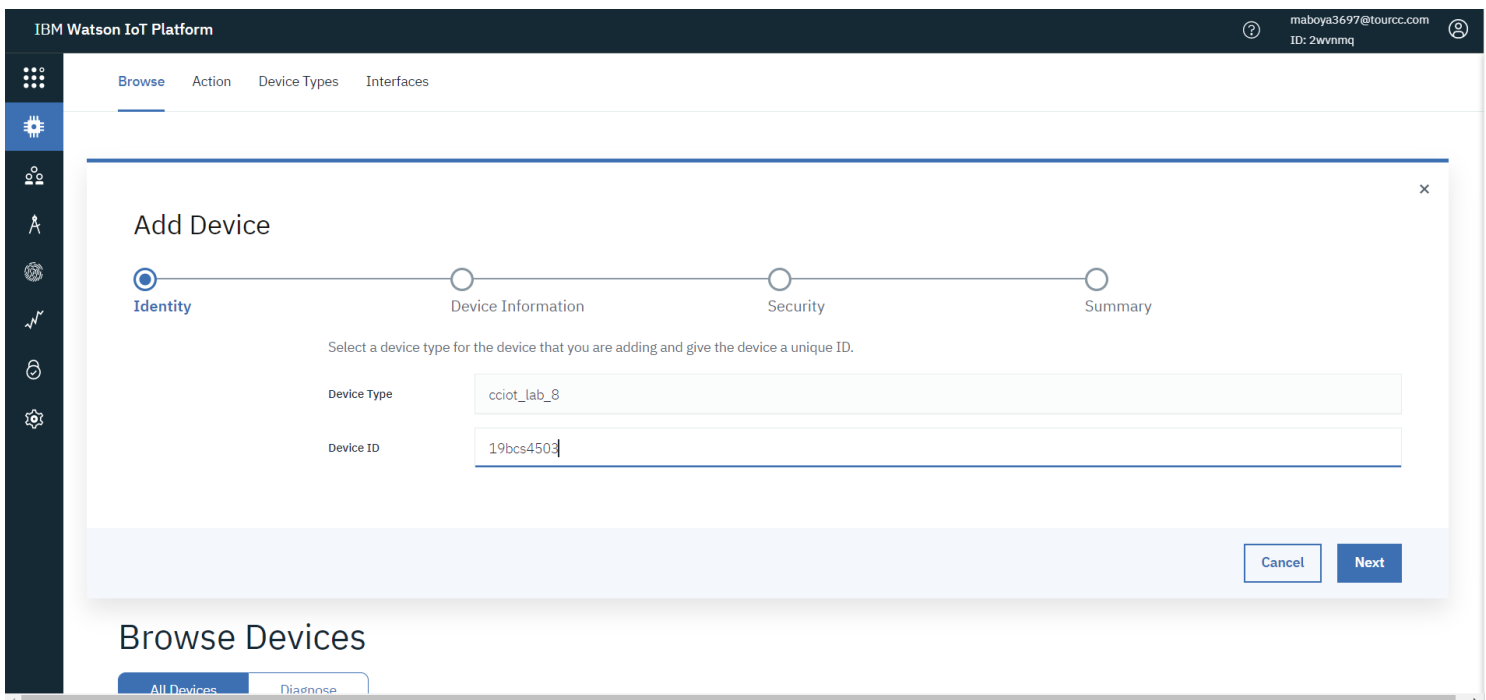 IBM Watson IoT Platform
maboya3697@tourcc.com
ID: 2wvnmq
Browse Action Device Types Interfaces
Add Device
Identity Device Information Security Summary
Select a device type for the device that you are adding and give the device a unique ID.
Device Type cciot_lab_8
Device ID 19bcs4503
Cancel Next
Browse Devices
All Devices Diagnose